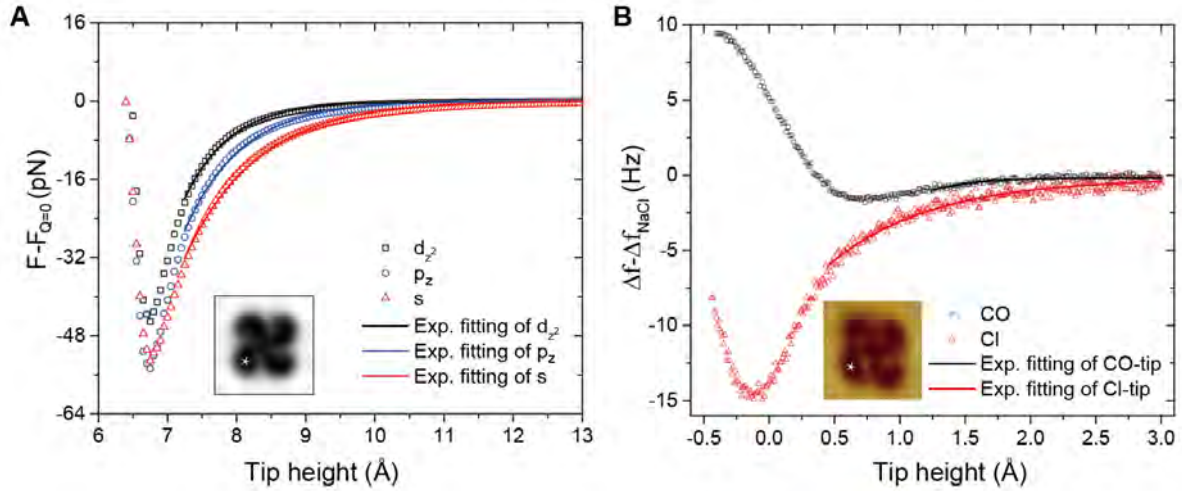 A
16
0
-16
-32
-48
-64
F-F_{Q=0} (pN)
d_{z^2}
p_z
s
Exp. fitting of d_{z^2}
Exp. fitting of p_z
Exp. fitting of s
6 7 8 9 10 11 12 13
Tip height (Å)
B
10
5
0
-5
-10
-15
Δf-Δf_{NaCl} (Hz)
CO
Cl
Exp. fitting of CO-tip
Exp. fitting of Cl-tip
-0.5 0.0 0.5 1.0 1.5 2.0 2.5 3.0
Tip height (Å)